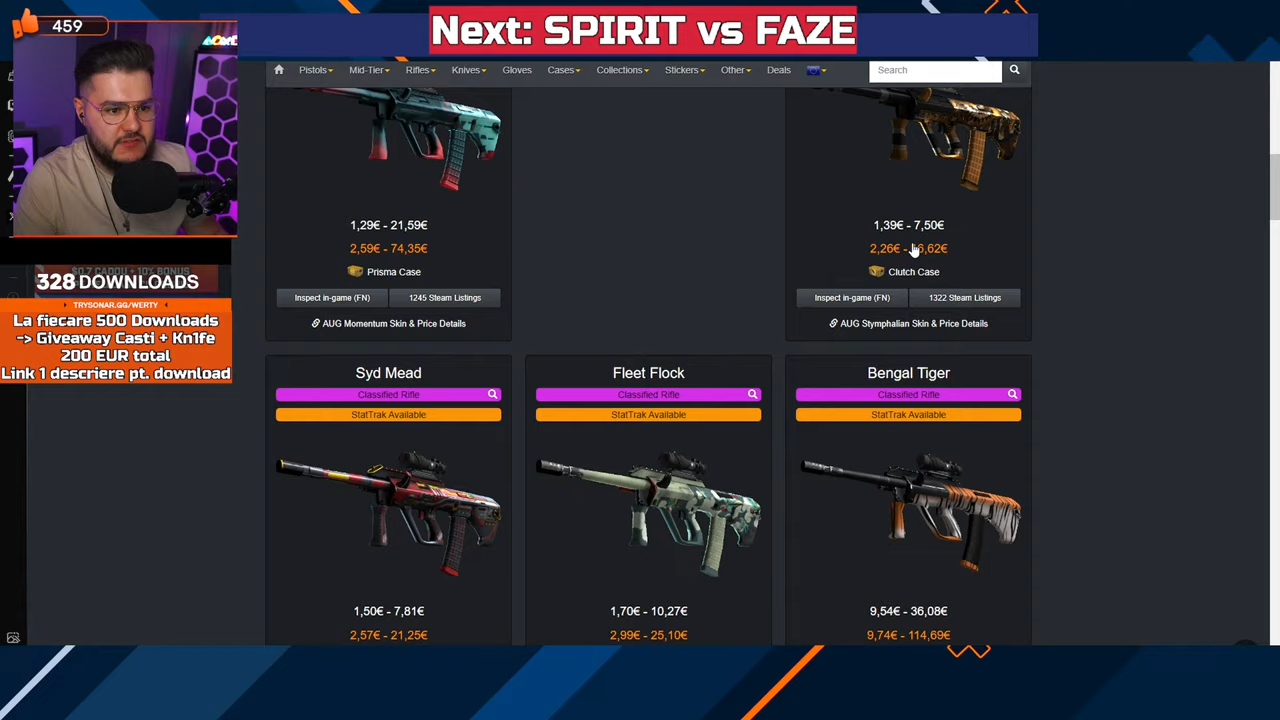 459
Next: SPIRIT vs FAZE
Pistols
Mid-Tier
Rifles
Knives
Gloves
Cases
Collections
Stickers
Other
Deals
Search
1,29€ - 21,59€
2,59€ - 74,35€
Prisma Case
Inspect in-game (FN)
1245 Steam Listings
AUG Momentum Skin & Price Details
1,39€ - 7,50€
Clutch Case
Inspect in-game (FN)
1322 Steam Listings
AUG Stymphalian Skin & Price Details
328 DOWNLOADS
TRYSONAR.GG/WERTY
La fiecare 500 Downloads
-> Giveaway Casti + Kn1fe
200 EUR total
Link 1 descriere pt. download
Syd Mead
Classified Rifle
StatTrak Available
1,50€ - 7,81€
2,57€ - 21,25€
Fleet Flock
Classified Rifle
StatTrak Available
1,70€ - 10,27€
2,99€ - 25,10€
Bengal Tiger
Classified Rifle
StatTrak Available
9,54€ - 36,08€
9,74€ - 114,69€